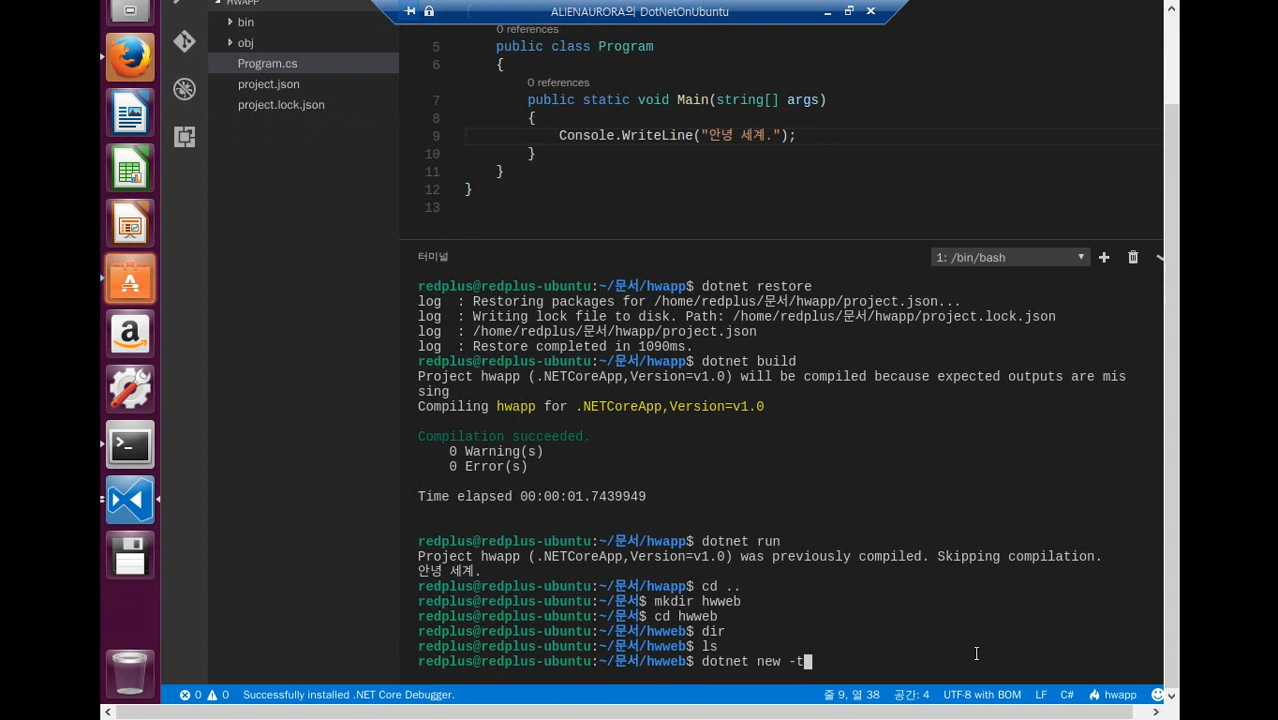 HWAPP
ALIENAURORA의 DotNetOnUbuntu
bin
obj
Program.cs
project.json
project.lock.json
0 references
5 public class Program
6 {
0 references
7 public static void Main(string[] args)
8 {
9 Console.WriteLine("안녕 세계.");
10 }
11 }
12 }
13
터미널
1: /bin/bash
redplus@redplus-ubuntu:~/문서/hwapp$ dotnet restore
log : Restoring packages for /home/redplus/문서/hwapp/project.json...
log : Writing lock file to disk. Path: /home/redplus/문서/hwapp/project.lock.json
log : /home/redplus/문서/hwapp/project.json
log : Restore completed in 1090ms.
redplus@redplus-ubuntu:~/문서/hwapp$ dotnet build
Project hwapp (.NETCoreApp,Version=v1.0) will be compiled because expected outputs are mis
sing
Compiling hwapp for .NETCoreApp,Version=v1.0
Compilation succeeded.
0 Warning(s)
0 Error(s)
Time elapsed 00:00:01.7439949
redplus@redplus-ubuntu:~/문서/hwapp$ dotnet run
Project hwapp (.NETCoreApp,Version=v1.0) was previously compiled. Skipping compilation.
안녕 세계.
redplus@redplus-ubuntu:~/문서/hwapp$ cd ..
redplus@redplus-ubuntu:~/문서$ mkdir hwweb
redplus@redplus-ubuntu:~/문서$ cd hwweb
redplus@redplus-ubuntu:~/문서/hwweb$ dir
redplus@redplus-ubuntu:~/문서/hwweb$ ls
redplus@redplus-ubuntu:~/문서/hwweb$ dotnet new -t
0 0 Successfully installed .NET Core Debugger. 줄 9, 열 38 공간: 4 UTF-8 with BOM LF C# hwapp